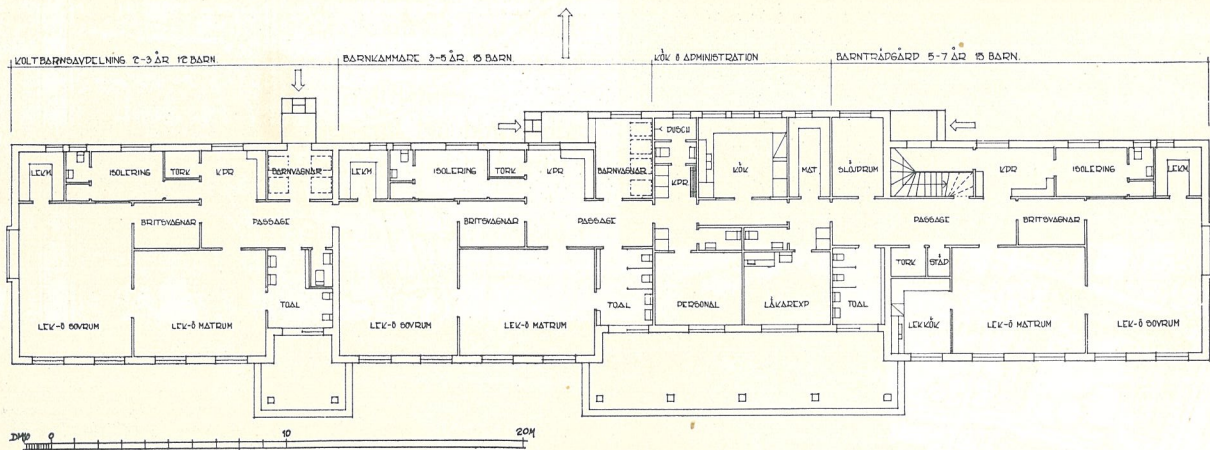 KOLTBARNSAVDELNING 2-3 ÅR 12 BARN.
BARNKAMMARE 3-5 ÅR 15 BARN.
KÖK & ADMINISTRATION
BARNTRÄDGÅRD 5-7 ÅR 15 BARN.
DUSCH
LEKM
ISOLERING
TORK
KPR
BARNVAGNAR
LEKM
ISOLERING
TORK
KPR
BARNVAGNAR
KPR
KÖK
MAT
SLÖJDRUM
KPR
ISOLERING
LEKM
BRITSVAGNAR
PASSAGE
BRITSVAGNAR
PASSAGE
PASSAGE
BRITSVAGNAR
TORK
STÄD
TOAL
TOAL
PERSONAL
LÄKAREXP
TOAL
LEK-Ö SOVRUM
LEK-Ö MATRUM
LEK-Ö SOVRUM
LEK-Ö MATRUM
LEKKÖK
LEK-Ö MATRUM
LEK-Ö SOVRUM
DM10 0 10 20M